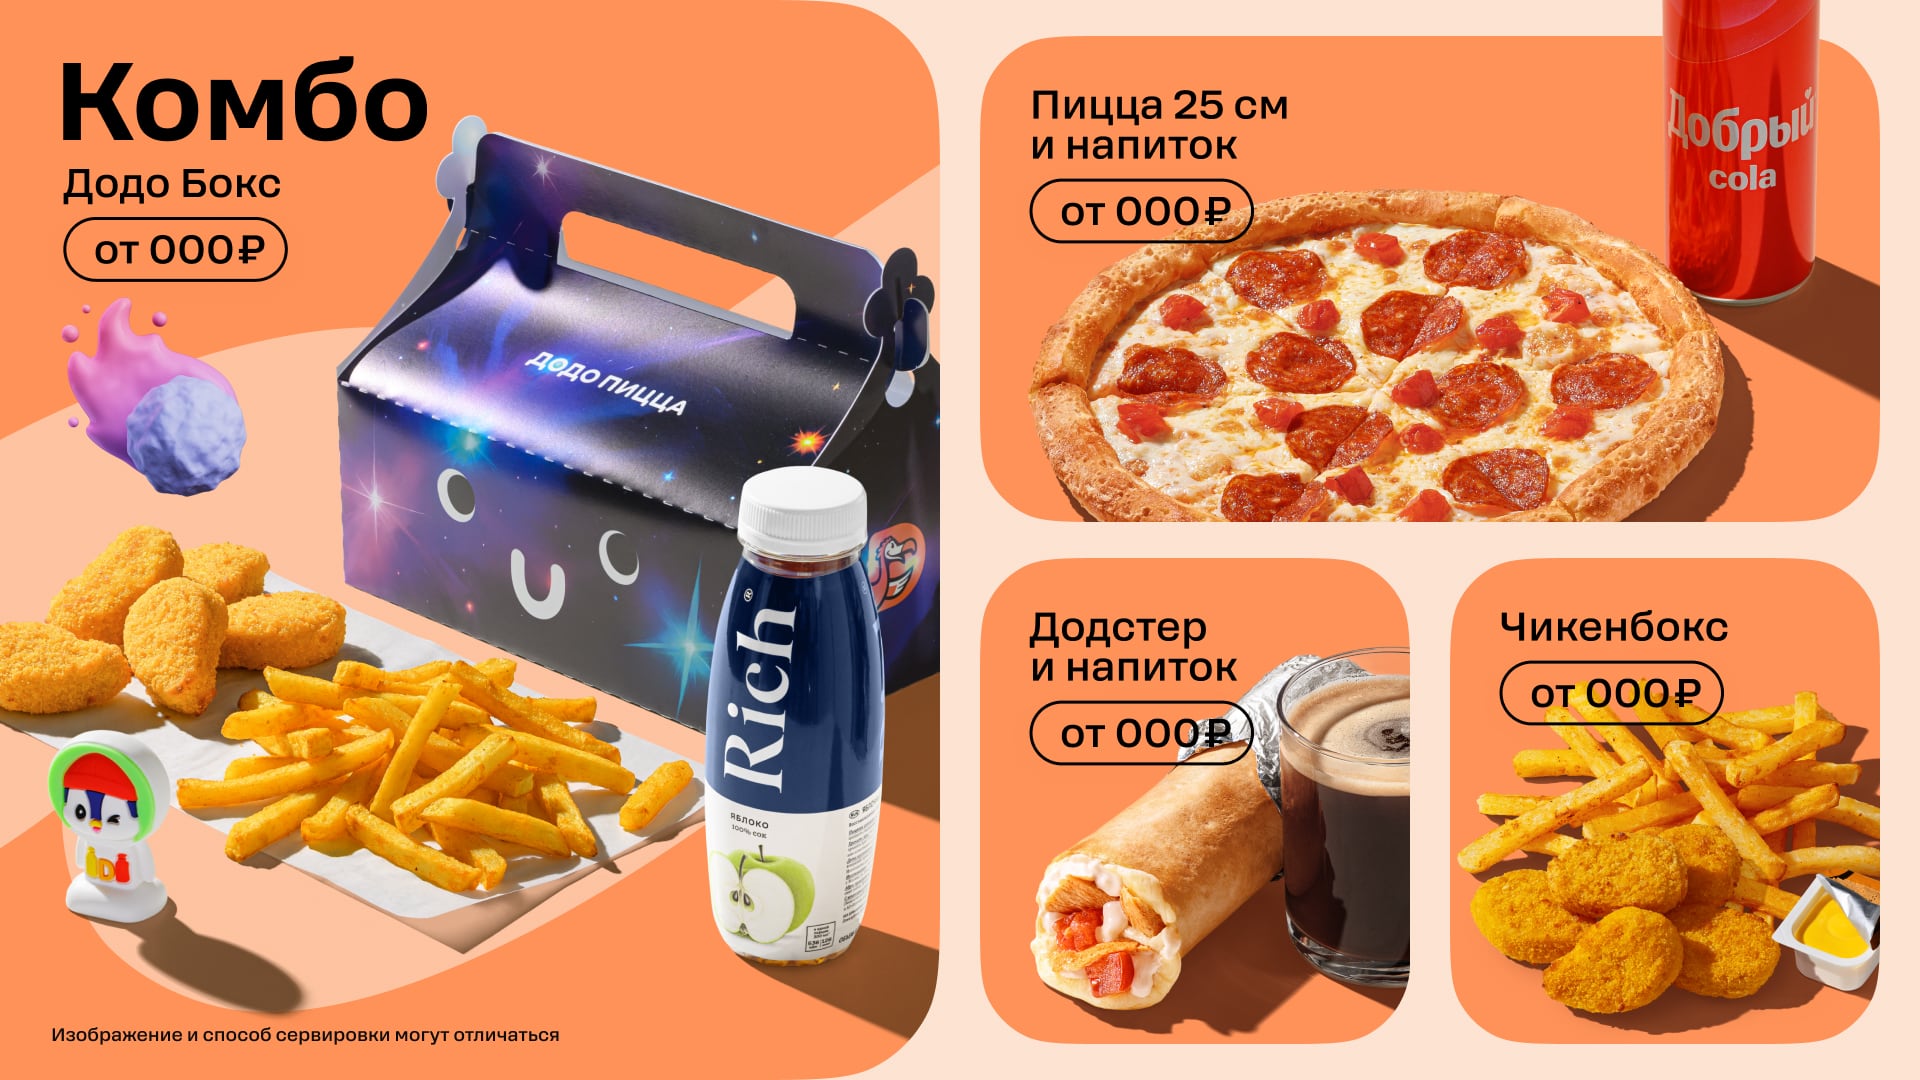 Комбо
Додо Бокс
от 000₽
ДОДО ПИЦЦА
Rich®
ЯБЛОКО
100% сок
Изображение и способ сервировки могут отличаться
Пицца 25 см
и напиток
от 000₽
Добрый
cola
Додстер
и напиток
от 000₽
Чикенбокс
от 000₽